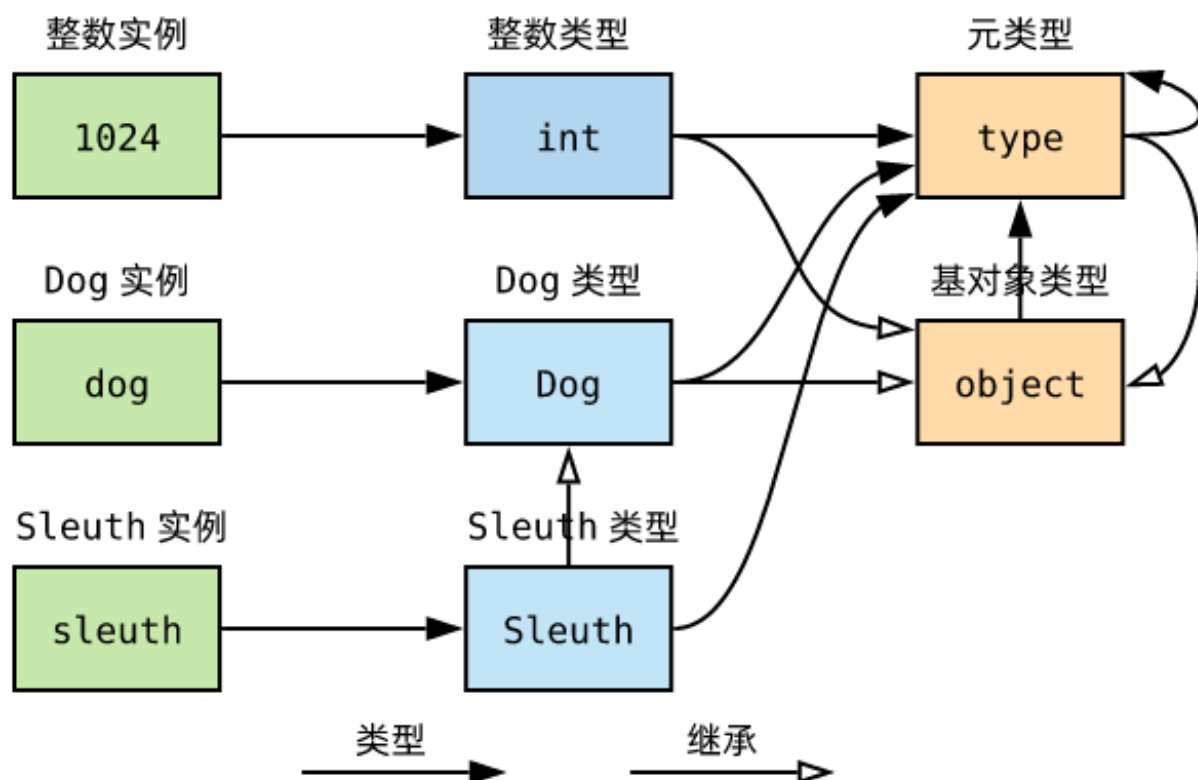 整数实例 整数类型 元类型
1024 int type
Dog 实例 Dog 类型 基对象类型
dog Dog object
Sleuth 实例 Sleuth 类型
sleuth Sleuth
类型 继承